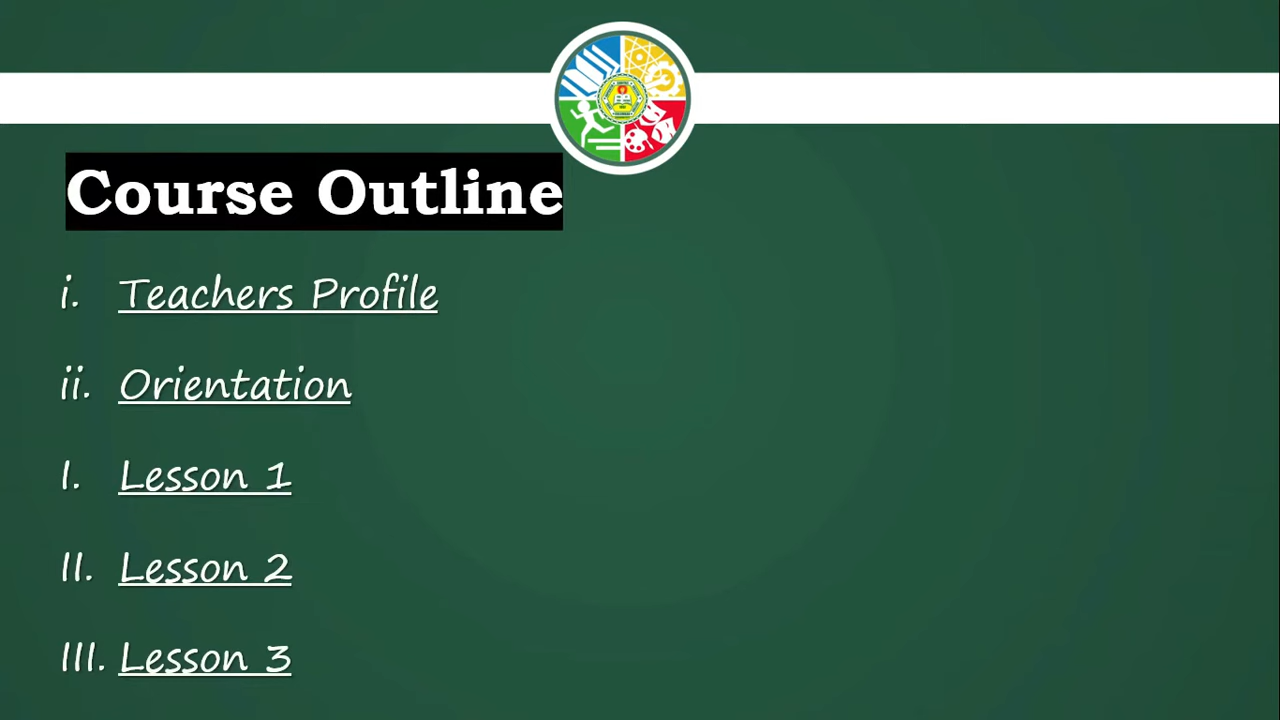 Course Outline
i. Teachers Profile
ii. Orientation
I. Lesson 1
II. Lesson 2
III. Lesson 3